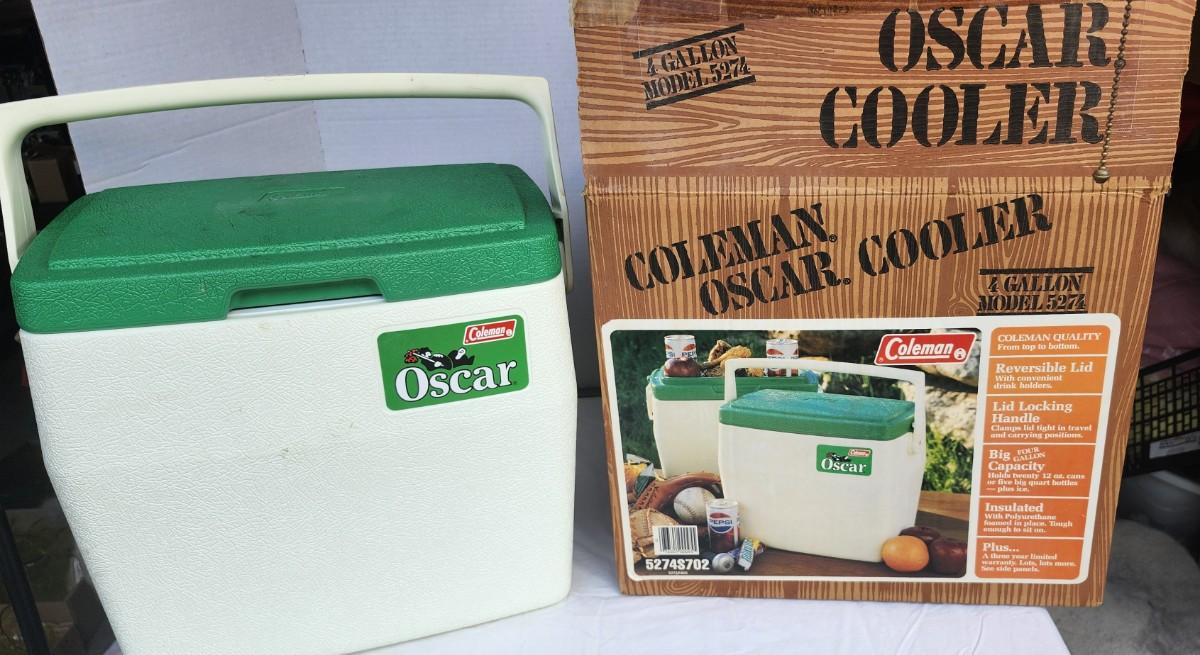 Coleman
Oscar
4 GALLON
MODEL 5274
OSCAR
COOLER
COLEMAN®
OSCAR® COOLER
4 GALLON
MODEL 5274
Coleman
Coleman
Oscar
PEPSI
5274S702
COLEMAN QUALITY
From top to bottom.
Reversible Lid
With convenient
drink holders.
Lid Locking
Handle
Clamps lid tight in travel
and carrying positions.
Big FOUR GALLON
Capacity
Holds twenty 12 oz. cans
or five big quart bottles
— plus ice.
Insulated
With Polyurethane
foamed in place. Tough
enough to sit on.
Plus...
A three year limited
warranty. Lots, lots more.
See side panels.